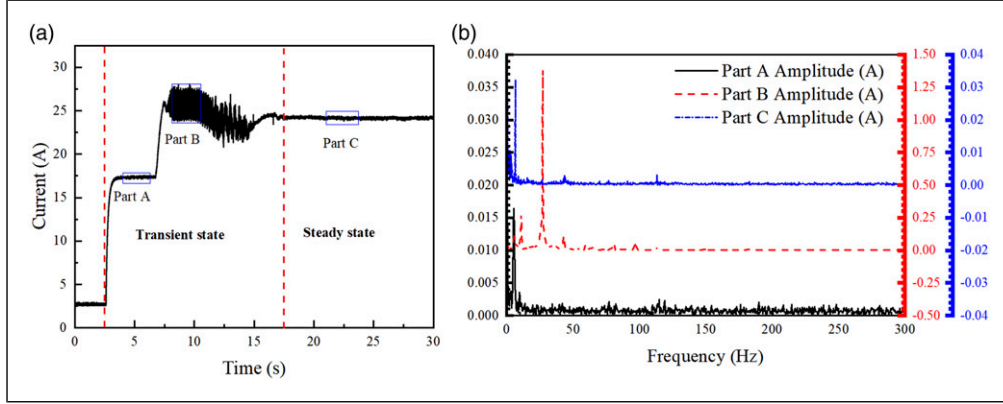 (a)
30
25
20
15
10
5
0
Current (A)
Part A
Part B
Part C
Transient state
Steady state
0 5 10 15 20 25 30
Time (s)
(b)
0.040
0.035
0.030
0.025
0.020
0.015
0.010
0.005
0.000
Part A Amplitude (A)
Part B Amplitude (A)
Part C Amplitude (A)
0 50 100 150 200 250 300
Frequency (Hz)
1.50
1.25
1.00
0.75
0.50
0.25
0.00
-0.25
-0.50
0.04
0.03
0.02
0.01
0.00
-0.01
-0.02
-0.03
-0.04